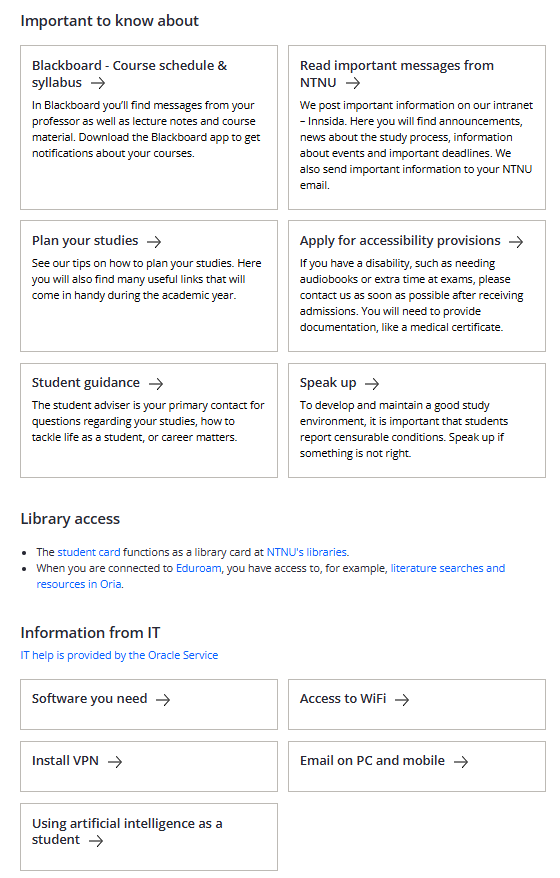 Important to know about
Blackboard - Course schedule &
syllabus →
In Blackboard you'll find messages from your
professor as well as lecture notes and course
material. Download the Blackboard app to get
notifications about your courses.
Read important messages from
NTNU →
We post important information on our intranet
– Innsida. Here you will find announcements,
news about the study process, information
about events and important deadlines. We
also send important information to your NTNU
email.
Plan your studies →
See our tips on how to plan your studies. Here
you will also find many useful links that will
come in handy during the academic year.
Apply for accessibility provisions →
If you have a disability, such as needing
audiobooks or extra time at exams, please
contact us as soon as possible after receiving
admissions. You will need to provide
documentation, like a medical certificate.
Student guidance →
The student adviser is your primary contact for
questions regarding your studies, how to
tackle life as a student, or career matters.
Speak up →
To develop and maintain a good study
environment, it is important that students
report censurable conditions. Speak up if
something is not right.
Library access
• The student card functions as a library card at NTNU's libraries.
• When you are connected to Eduroam, you have access to, for example, literature searches and
resources in Oria.
Information from IT
IT help is provided by the Oracle Service
Software you need →
Access to WiFi →
Install VPN →
Email on PC and mobile →
Using artificial intelligence as a
student →